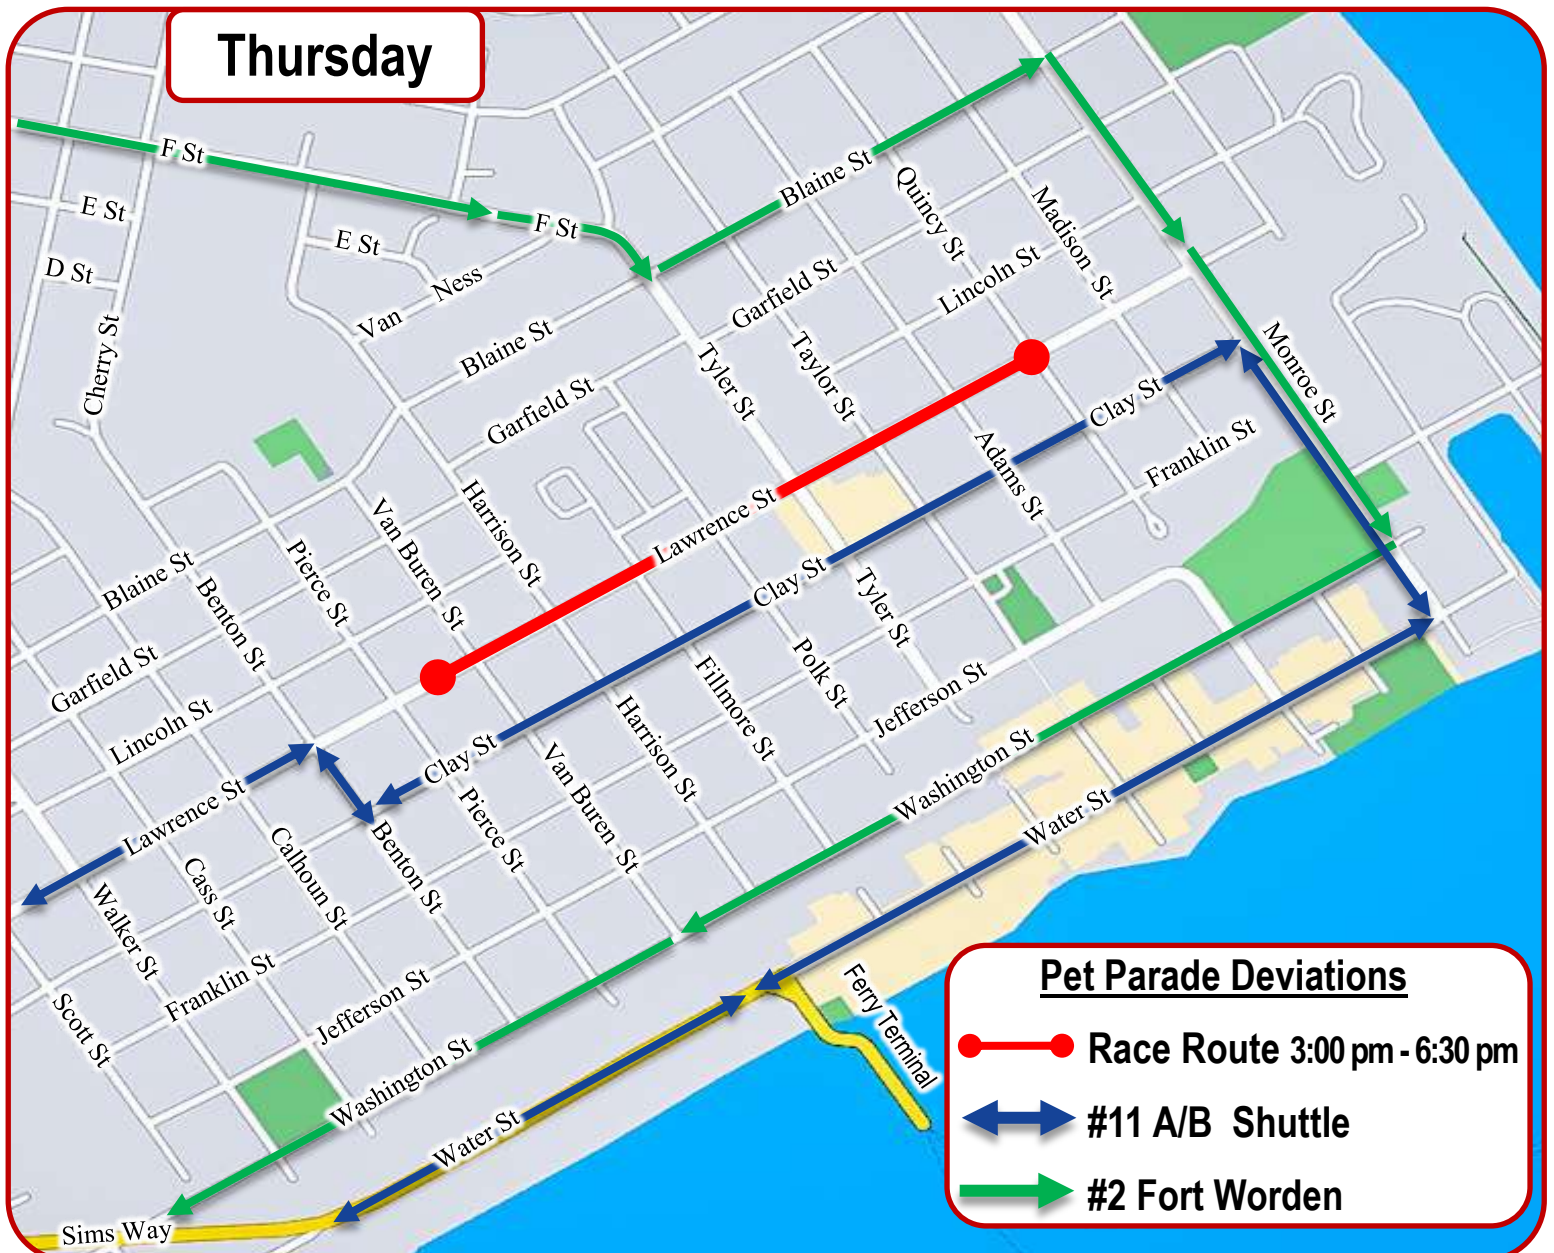 Thursday
F St
F St
E St
E St
D St
Van Ness
Cherry St
Blaine St
Quincy St
Madison St
Garfield St
Lincoln St
Blaine St
Tyler St
Taylor St
Monroe St
Garfield St
Clay St
Adams St
Franklin St
Harrison St
Van Buren St
Lawrence St
Pierce St
Blaine St
Benton St
Clay St
Tyler St
Garfield St
Lincoln St
Polk St
Fillmore St
Harrison St
Jefferson St
Clay St
Van Buren St
Washington St
Lawrence St
Pierce St
Water St
Benton St
Calhoun St
Cass St
Walker St
Franklin St
Jefferson St
Scott St
Washington St
Water St
Ferry Terminal
Sims Way
Pet Parade Deviations
Race Route 3:00 pm - 6:30 pm
#11 A/B Shuttle
#2 Fort Worden